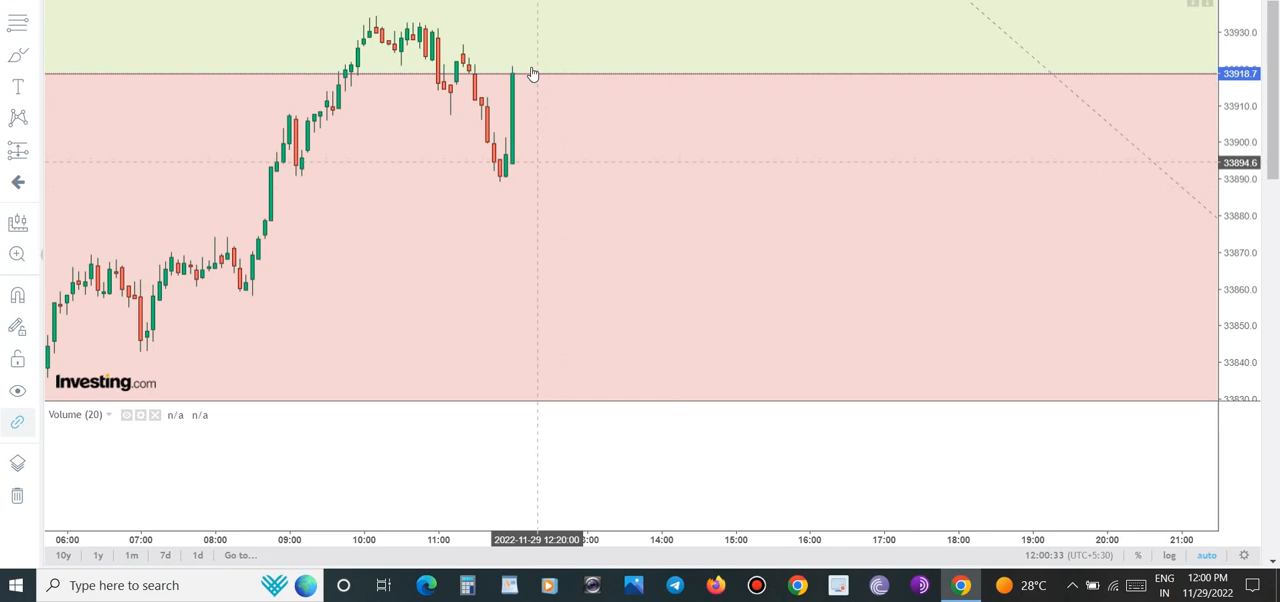 33930.0
33918.7
33910.0
33900.0
33894.6
33890.0
33880.0
33870.0
33860.0
33850.0
33840.0
33830.0
Investing.com
Volume (20) n/a n/a
06:00 07:00 08:00 09:00 10:00 11:00 2022-11-29 12:20:00 14:00 15:00 16:00 17:00 18:00 19:00 20:00 21:00
10y 1y 1m 7d 1d Go to... 12:00:33 (UTC+5:30) % log auto
Type here to search 28°C ENG 12:00 PM
IN 11/29/2022